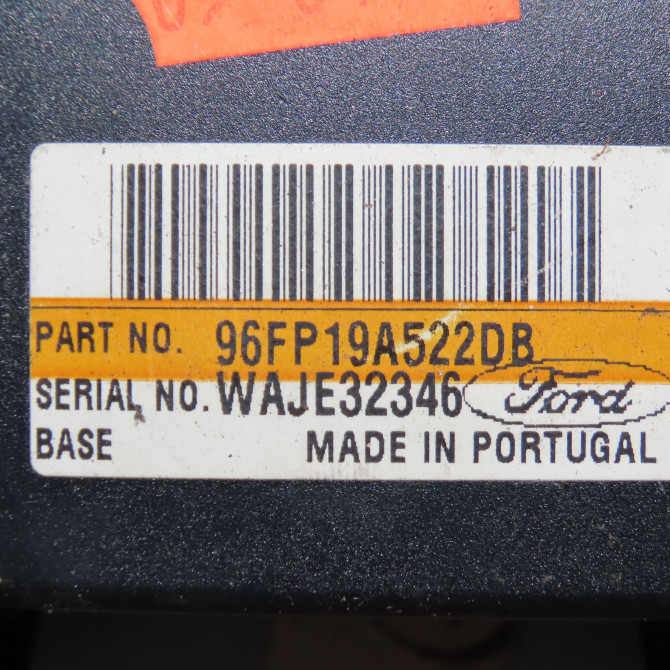 PART NO. 96FP19A522DB
SERIAL NO. WAJE32346 Ford
BASE MADE IN PORTUGAL